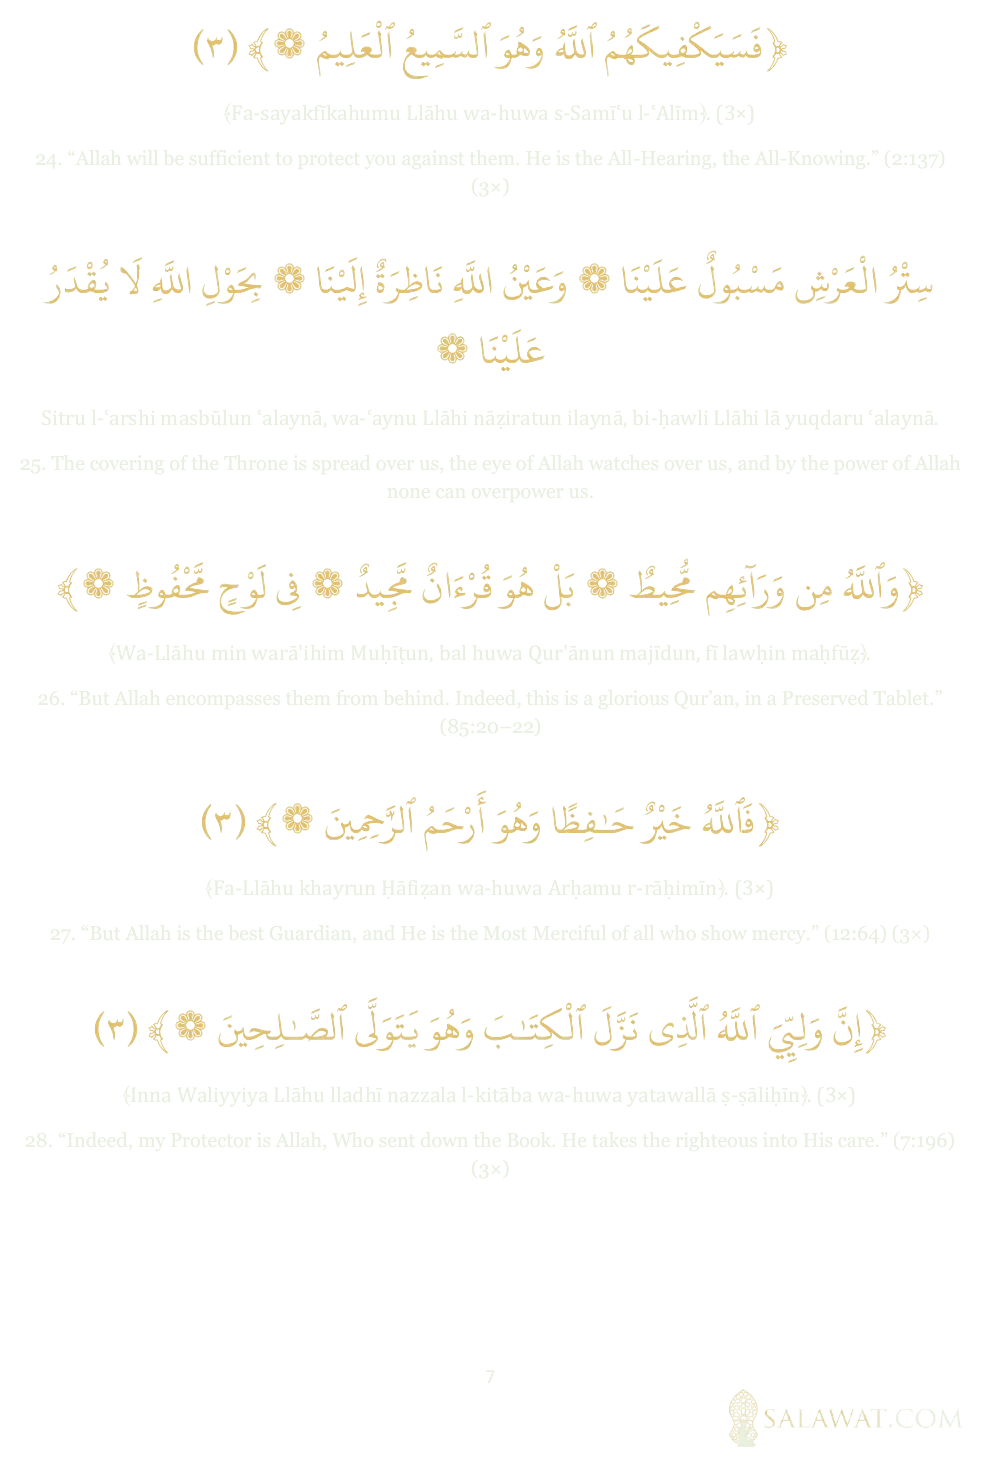 ﴿فَسَيَكْفِيكَهُمُ ٱللَّهُ وَهُوَ ٱلسَّمِيعُ ٱلْعَلِيمُ ❁﴾ (٣)
﴾Fa-sayakfīkahumu Llāhu wa-huwa s-Samīʿu l-ʿAlīm﴿. (3×)
24. “Allah will be sufficient to protect you against them. He is the All-Hearing, the All-Knowing.” (2:137)
(3×)
سِتْرُ الْعَرْشِ مَسْبُولٌ عَلَيْنَا ❁ وَعَيْنُ اللَّهِ نَاظِرَةٌ إِلَيْنَا ❁ بِحَوْلِ اللَّهِ لَا يُقْدَرُ
عَلَيْنَا ❁
Sitru l-ʿarshi masbūlun ʿalaynā, wa-ʿaynu Llāhi nāẓiratun ilaynā, bi-ḥawli Llāhi lā yuqdaru ʿalaynā.
25. The covering of the Throne is spread over us, the eye of Allah watches over us, and by the power of Allah
none can overpower us.
﴿وَٱللَّهُ مِن وَرَآئِهِم مُّحِيطٌ ❁ بَلْ هُوَ قُرْءَانٌ مَّجِيدٌ ❁ فِى لَوْحٍ مَّحْفُوظٍ ❁﴾
﴾Wa-Llāhu min warā'ihim Muḥīṭun, bal huwa Qur'ānun majīdun, fī lawḥin maḥfūẓ﴿.
26. “But Allah encompasses them from behind. Indeed, this is a glorious Qur’an, in a Preserved Tablet.”
(85:20–22)
﴿فَٱللَّهُ خَيْرٌ حَـٰفِظًا وَهُوَ أَرْحَمُ ٱلرَّٰحِمِينَ ❁﴾ (٣)
﴾Fa-Llāhu khayrun Ḥāfiẓan wa-huwa Arḥamu r-rāḥimīn﴿. (3×)
27. “But Allah is the best Guardian, and He is the Most Merciful of all who show mercy.” (12:64) (3×)
﴿إِنَّ وَلِـِّۧيَ ٱللَّهُ ٱلَّذِى نَزَّلَ ٱلْكِتَـٰبَ وَهُوَ يَتَوَلَّى ٱلصَّـٰلِحِينَ ❁﴾ (٣)
﴾Inna Waliyyiya Llāhu lladhī nazzala l-kitāba wa-huwa yatawallā ṣ-ṣāliḥīn﴿. (3×)
28. “Indeed, my Protector is Allah, Who sent down the Book. He takes the righteous into His care.” (7:196)
(3×)
7
SALAWAT.COM